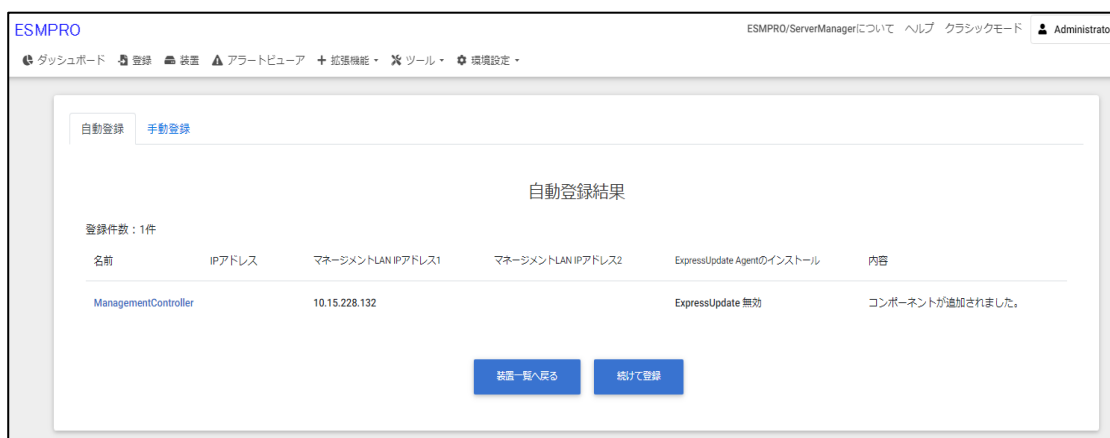 ESMPRO
ESMPRO/ServerManagerについて ヘルプ クラシックモード Administrato
ダッシュボード 登録 装置 アラートビューア 拡張機能 ツール 環境設定
自動登録 手動登録
自動登録結果
登録件数：1件
名前 IPアドレス マネージメントLAN IPアドレス1 マネージメントLAN IPアドレス2 ExpressUpdate Agentのインストール 内容
ManagementController 10.15.228.132 ExpressUpdate 無効 コンポーネントが追加されました。
装置一覧へ戻る 続けて登録